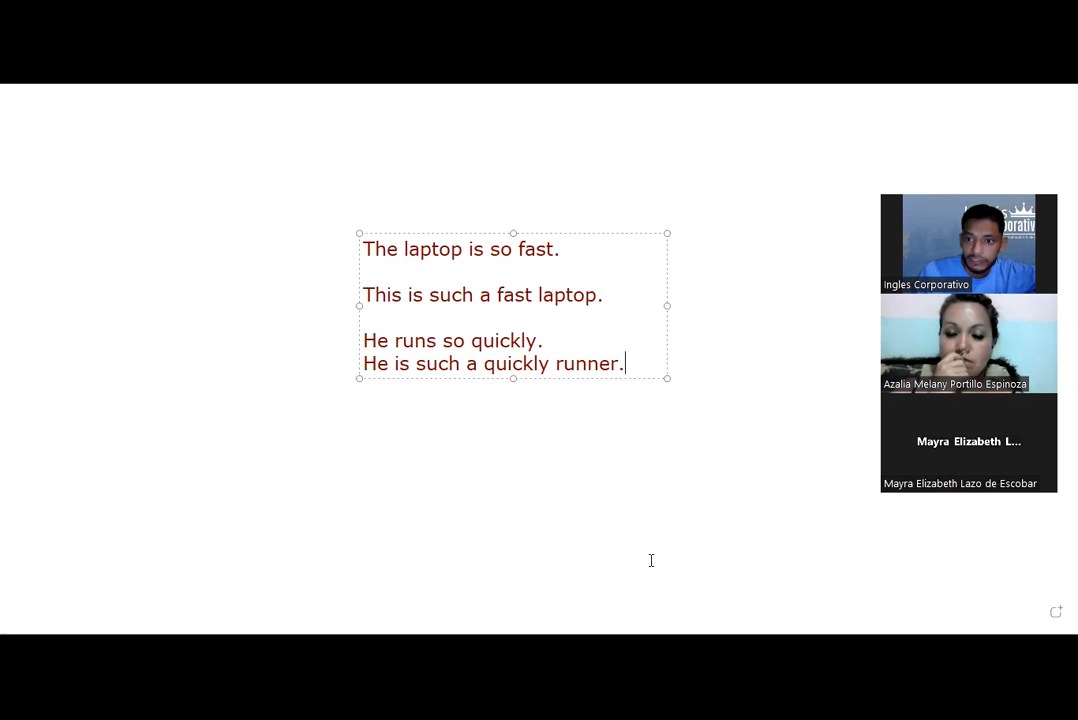 The laptop is so fast.
This is such a fast laptop.
He runs so quickly.
He is such a quickly runner.
Ingles Corporativo
Azalia Melany Portillo Espinoza
Mayra Elizabeth L...
Mayra Elizabeth Lazo de Escobar